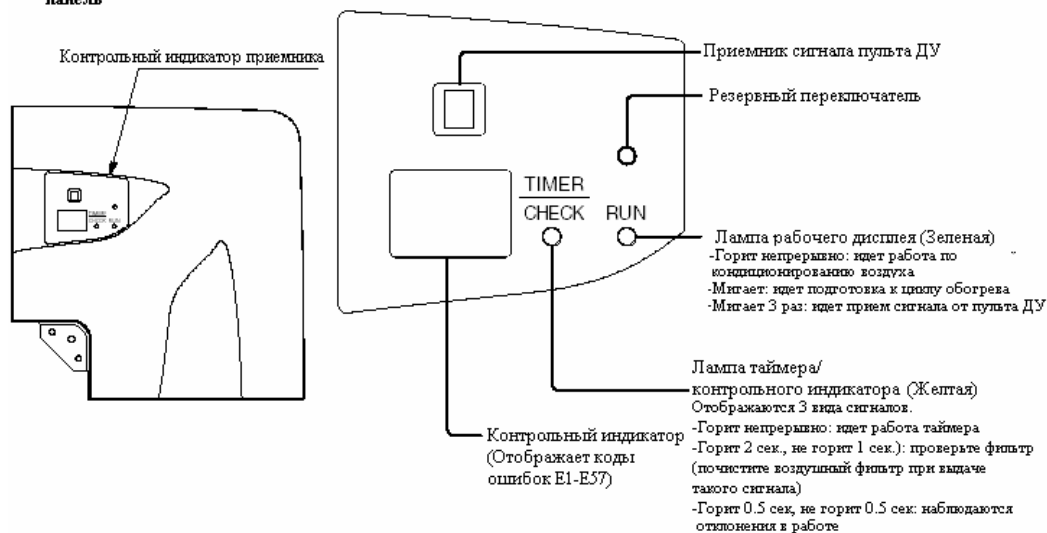 панель
Контрольный индикатор приемника
Приемник сигнала пульта ДУ
Резервный переключатель
TIMER
CHECK RUN
TIMER
CHECK RUN
Лампа рабочего дисплея (Зеленая)
-Горит непрерывно: идет работа по
кондиционированию воздуха
-Мигает: идет подготовка к циклу обогрева
-Мигает 3 раз: идет прием сигнала от пульта ДУ
Лампа таймера/
контрольного индикатора (Желтая)
Отображаются 3 вида сигналов.
-Горит непрерывно: идет работа таймера
-Горит 2 сек., не горит 1 сек.): проверьте фильтр
(почистите воздушный фильтр при выдаче
такого сигнала)
-Горит 0.5 сек, не горит 0.5 сек: наблюдаются
отклонения в работе
Контрольный индикатор
(Отображает коды
ошибок E1-E57)